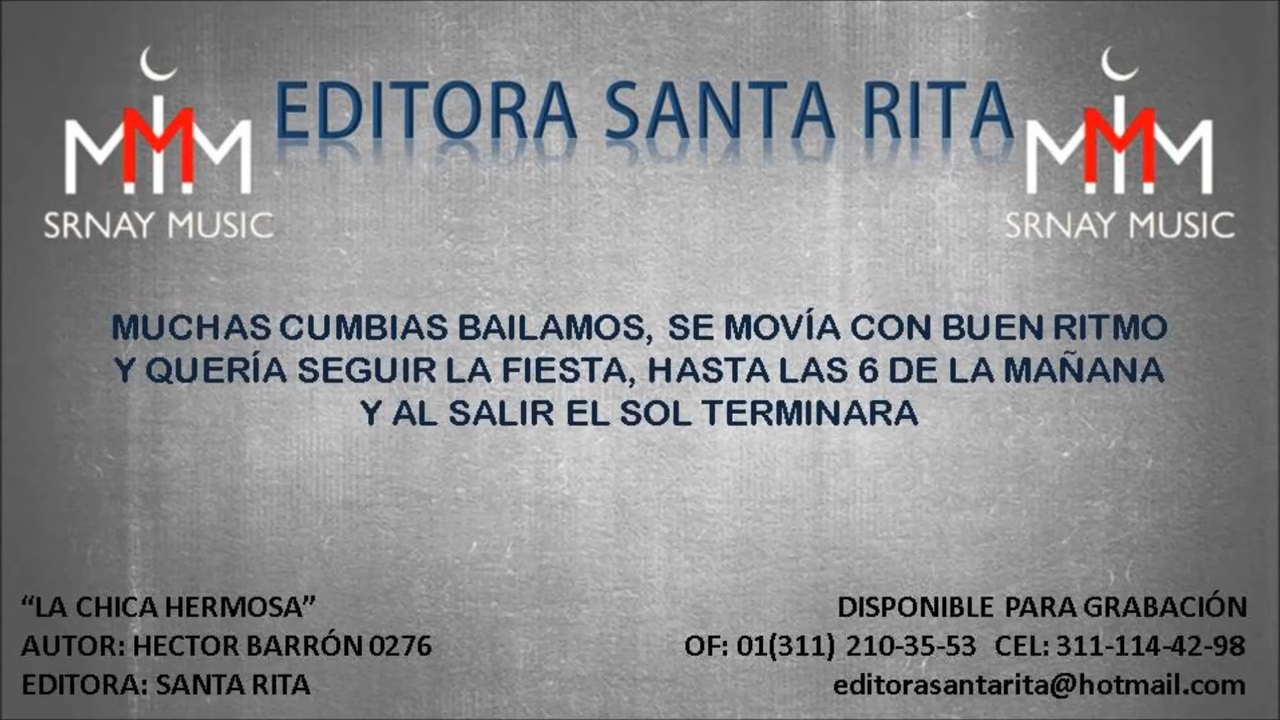 EDITORA SANTA RITA
SRNAY MUSIC
SRNAY MUSIC
MUCHAS CUMBIAS BAILAMOS, SE MOVÍA CON BUEN RITMO
Y QUERÍA SEGUIR LA FIESTA, HASTA LAS 6 DE LA MAÑANA
Y AL SALIR EL SOL TERMINARA
“LA CHICA HERMOSA”
AUTOR: HECTOR BARRÓN 0276
EDITORA: SANTA RITA
DISPONIBLE PARA GRABACIÓN
OF: 01(311) 210-35-53 CEL: 311-114-42-98
editorasantarita@hotmail.com